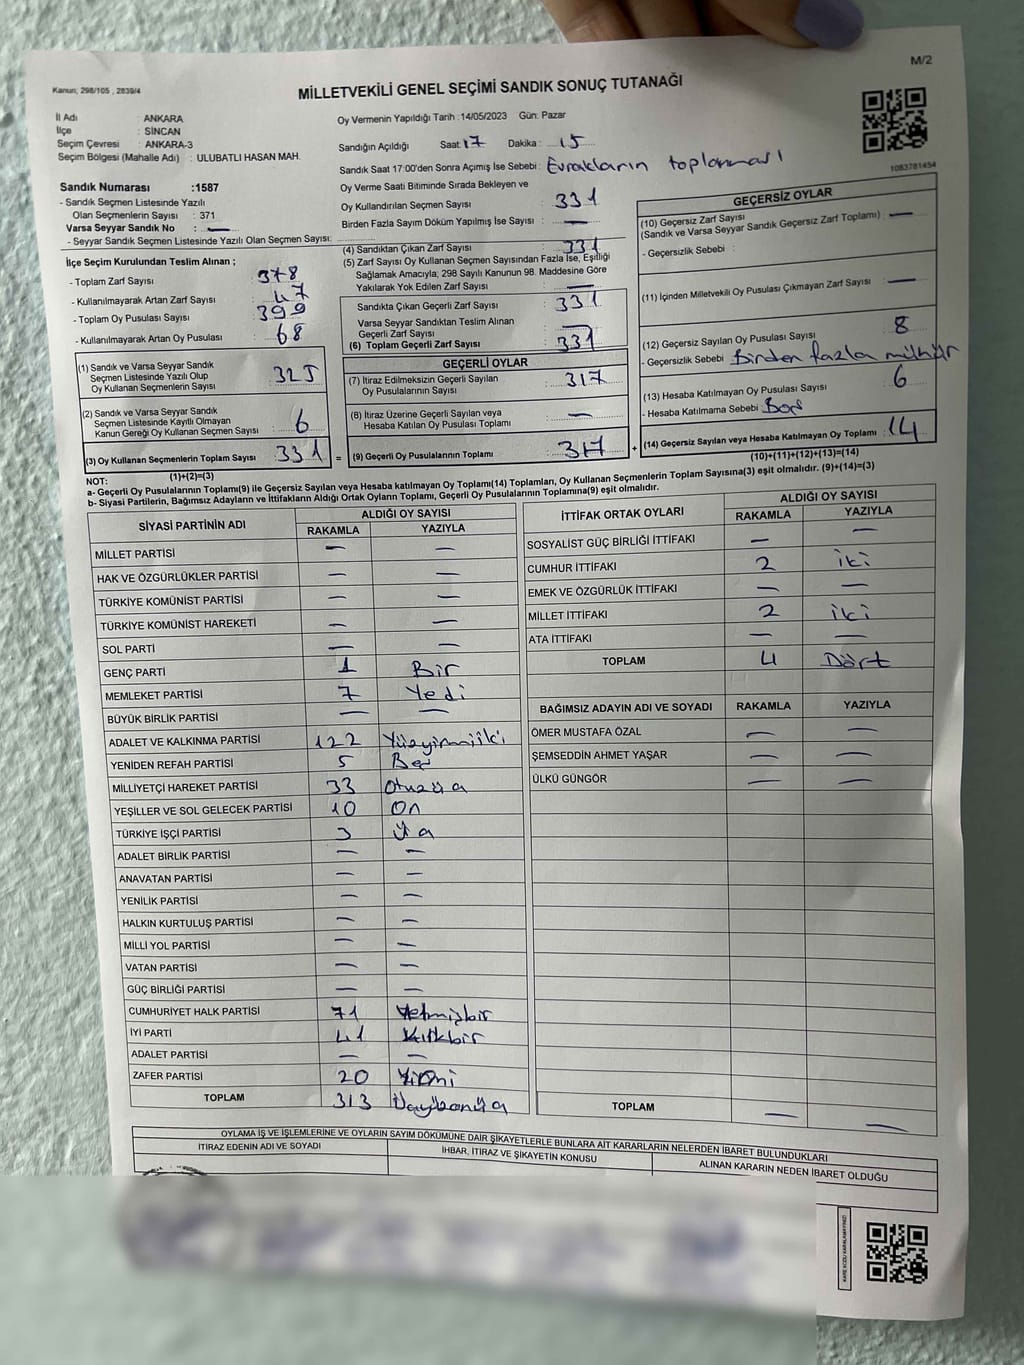 M/2
Kanun; 298/105 , 2839/4
MİLLETVEKİLİ GENEL SEÇİMİ SANDIK SONUÇ TUTANAĞI
İl Adı : ANKARA
İlçe : SİNCAN
Seçim Çevresi : ANKARA-3
Seçim Bölgesi (Mahalle Adı) : ULUBATLI HASAN MAH.
Oy Vermenin Yapıldığı Tarih :14/05/2023 Gün: Pazar
Sandığın Açıldığı Saat: 17 Dakika: 15
Sandık Saat 17:00'den Sonra Açımış İse Sebebi: Evrakların toplanması
1083781454
Sandık Numarası :1587
- Sandık Seçmen Listesinde Yazılı
Olan Seçmenlerin Sayısı : 371
Varsa Seyyar Sandık No : —
- Seyyar Sandık Seçmen Listesinde Yazılı Olan Seçmen Sayısı:
Oy Verme Saati Bitiminde Sırada Bekleyen ve
Oy Kullandırılan Seçmen Sayısı : 331
Birden Fazla Sayım Döküm Yapılmış İse Sayısı : —
İlçe Seçim Kurulundan Teslim Alınan ;
- Toplam Zarf Sayısı : 378
- Kullanılmayarak Artan Zarf Sayısı : 47
- Toplam Oy Pusulası Sayısı : 399
- Kullanılmayarak Artan Oy Pusulası : 68
(4) Sandıktan Çıkan Zarf Sayısı : 331
(5) Zarf Sayısı Oy Kullanan Seçmen Sayısından Fazla İse, Eşitliği
Sağlamak Amacıyla; 298 Sayılı Kanunun 98. Maddesine Göre
Yakılarak Yok Edilen Zarf Sayısı : —
Sandıkta Çıkan Geçerli Zarf Sayısı : 331
Varsa Seyyar Sandıktan Teslim Alınan
Geçerli Zarf Sayısı : —
(6) Toplam Geçerli Zarf Sayısı : 331
GEÇERSİZ OYLAR
(10) Geçersiz Zarf Sayısı
(Sandık ve Varsa Seyyar Sandık Geçersiz Zarf Toplamı) : —
- Geçersizlik Sebebi :
(11) İçinden Milletvekili Oy Pusulası Çıkmayan Zarf Sayısı : —
(12) Geçersiz Sayılan Oy Pusulası Sayısı : 8
- Geçersizlik Sebebi Birden fazla mühür
(13) Hesaba Katılmayan Oy Pusulası Sayısı : 6
- Hesaba Katılmama Sebebi Boş
(14) Geçersiz Sayılan veya Hesaba Katılmayan Oy Toplamı : 14
(10)+(11)+(12)+(13)=(14)
(1) Sandık ve Varsa Seyyar Sandık
Seçmen Listesinde Yazılı Olup
Oy Kullanan Seçmenlerin Sayısı : 325
(2) Sandık ve Varsa Seyyar Sandık
Seçmen Listesinde Kayıtlı Olmayan
Kanun Gereği Oy Kullanan Seçmen Sayısı : 6
(3) Oy Kullanan Seçmenlerin Toplam Sayısı : 331 =
(1)+(2)=(3)
GEÇERLİ OYLAR
(7) İtiraz Edilmeksizin Geçerli Sayılan
Oy Pusulalarının Sayısı : 317
(8) İtiraz Üzerine Geçerli Sayılan veya
Hesaba Katılan Oy Pusulası Toplamı : —
(9) Geçerli Oy Pusulalarının Toplamı : 317 +
NOT:
a- Geçerli Oy Pusulalarının Toplamı(9) ile Geçersiz Sayılan veya Hesaba katılmayan Oy Toplamı(14) Toplamları, Oy Kullanan Seçmenlerin Toplam Sayısına(3) eşit olmalıdır. (9)+(14)=(3)
b- Siyasi Partilerin, Bağımsız Adayların ve İttifakların Aldığı Ortak Oyların Toplamı, Geçerli Oy Pusulalarının Toplamına(9) eşit olmalıdır.
SİYASİ PARTİNİN ADI ALDIĞI OY SAYISI
RAKAMLA YAZIYLA
MİLLET PARTİSİ — —
HAK VE ÖZGÜRLÜKLER PARTİSİ — —
TÜRKİYE KOMÜNİST PARTİSİ — —
TÜRKİYE KOMÜNİST HAREKETİ — —
SOL PARTİ — —
GENÇ PARTİ 1 Bir
MEMLEKET PARTİSİ 7 Yedi
BÜYÜK BİRLİK PARTİSİ — —
ADALET VE KALKINMA PARTİSİ 122 Yüzyirmiiki
YENİDEN REFAH PARTİSİ 5 Beş
MİLLİYETÇİ HAREKET PARTİSİ 33 Otuzüç
YEŞİLLER VE SOL GELECEK PARTİSİ 10 On
TÜRKİYE İŞÇİ PARTİSİ 3 Üç
ADALET BİRLİK PARTİSİ — —
ANAVATAN PARTİSİ — —
YENİLİK PARTİSİ — —
HALKIN KURTULUŞ PARTİSİ — —
MİLLİ YOL PARTİSİ — —
VATAN PARTİSİ — —
GÜÇ BİRLİĞİ PARTİSİ — —
CUMHURİYET HALK PARTİSİ 71 Yetmişbir
İYİ PARTİ 41 Kırkbir
ADALET PARTİSİ — —
ZAFER PARTİSİ 20 Yirmi
TOPLAM 313 Üçyüzonüç
İTTİFAK ORTAK OYLARI ALDIĞI OY SAYISI
RAKAMLA YAZIYLA
SOSYALİST GÜÇ BİRLİĞİ İTTİFAKI — —
CUMHUR İTTİFAKI 2 iki
EMEK VE ÖZGÜRLÜK İTTİFAKI — —
MİLLET İTTİFAKI 2 iki
ATA İTTİFAKI — —
TOPLAM 4 Dört
BAĞIMSIZ ADAYIN ADI VE SOYADI RAKAMLA YAZIYLA
ÖMER MUSTAFA ÖZAL — —
ŞEMSEDDİN AHMET YAŞAR — —
ÜLKÜ GÜNGÖR — —
TOPLAM — —
OYLAMA İŞ VE İŞLEMLERİNE VE OYLARIN SAYIM DÖKÜMÜNE DAİR ŞİKAYETLERLE BUNLARA AİT KARARLARIN NELERDEN İBARET BULUNDUKLARI
İTİRAZ EDENİN ADI VE SOYADI İHBAR, İTİRAZ VE ŞİKAYETİN KONUSU ALINAN KARARIN NEDEN İBARET OLDUĞU